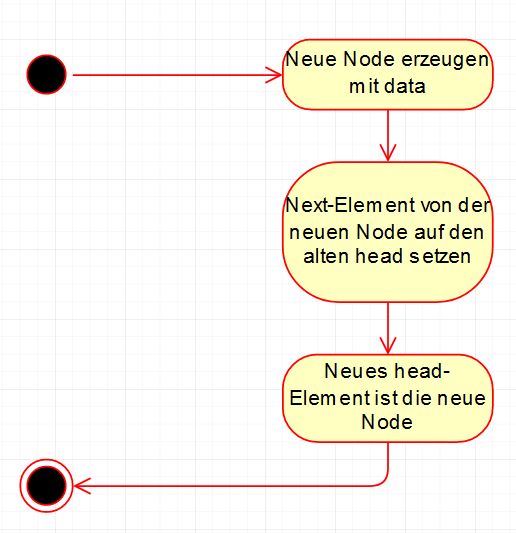 Neue Node erzeugen
mit data
Next-Element von der
neuen Node auf den
alten head setzen
Neues head-
Element ist die neue
Node